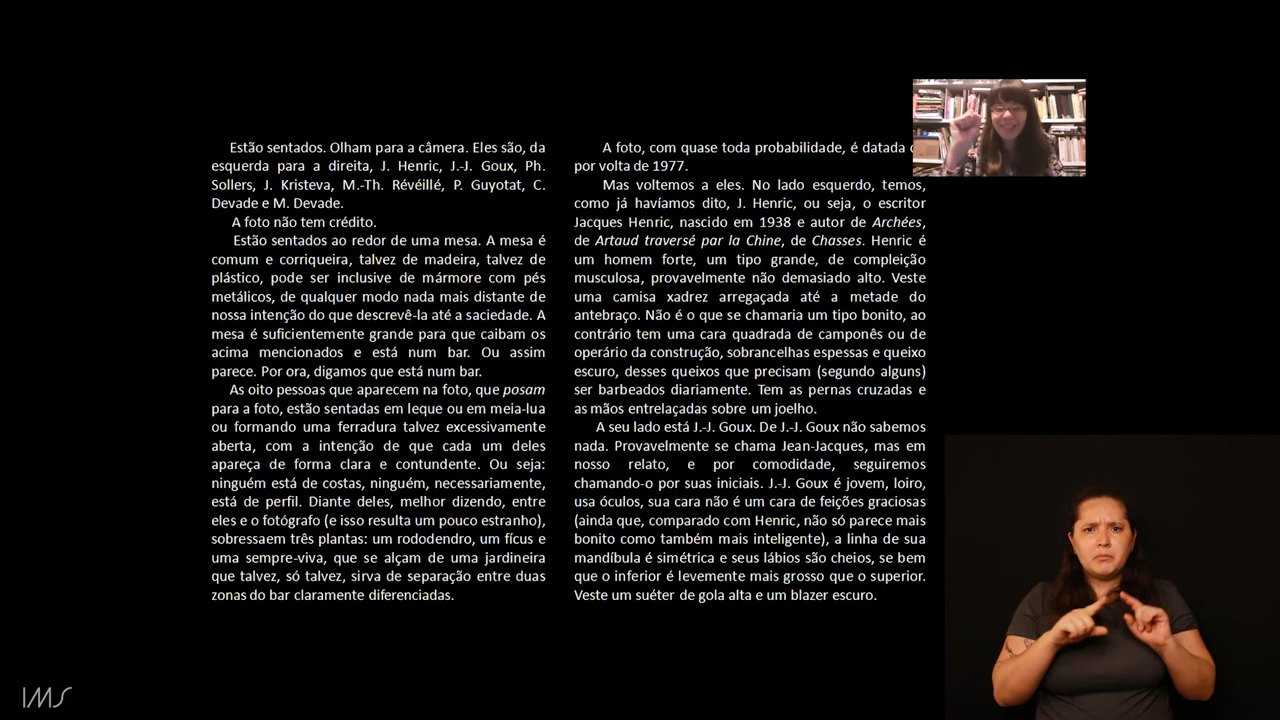 Estão sentados. Olham para a câmera. Eles são, da
esquerda para a direita, J. Henric, J.-J. Goux, Ph.
Sollers, J. Kristeva, M.-Th. Révéillé, P. Guyotat, C.
Devade e M. Devade.
A foto não tem crédito.
Estão sentados ao redor de uma mesa. A mesa é
comum e corriqueira, talvez de madeira, talvez de
plástico, pode ser inclusive de mármore com pés
metálicos, de qualquer modo nada mais distante de
nossa intenção do que descrevê-la até a saciedade. A
mesa é suficientemente grande para que caibam os
acima mencionados e está num bar. Ou assim
parece. Por ora, digamos que está num bar.
As oito pessoas que aparecem na foto, que posam
para a foto, estão sentadas em leque ou em meia-lua
ou formando uma ferradura talvez excessivamente
aberta, com a intenção de que cada um deles
apareça de forma clara e contundente. Ou seja:
ninguém está de costas, ninguém, necessariamente,
está de perfil. Diante deles, melhor dizendo, entre
eles e o fotógrafo (e isso resulta um pouco estranho),
sobressaem três plantas: um rododendro, um fícus e
uma sempre-viva, que se alçam de uma jardineira
que talvez, só talvez, sirva de separação entre duas
zonas do bar claramente diferenciadas.
A foto, com quase toda probabilidade, é datada
por volta de 1977.
Mas voltemos a eles. No lado esquerdo, temos,
como já havíamos dito, J. Henric, ou seja, o escritor
Jacques Henric, nascido em 1938 e autor de Archées,
de Artaud traversé par la Chine, de Chasses. Henric é
um homem forte, um tipo grande, de compleição
musculosa, provavelmente não demasiado alto. Veste
uma camisa xadrez arregaçada até a metade do
antebraço. Não é o que se chamaria um tipo bonito, ao
contrário tem uma cara quadrada de camponês ou de
operário da construção, sobrancelhas espessas e queixo
escuro, desses queixos que precisam (segundo alguns)
ser barbeados diariamente. Tem as pernas cruzadas e
as mãos entrelaçadas sobre um joelho.
A seu lado está J.-J. Goux. De J.-J. Goux não sabemos
nada. Provavelmente se chama Jean-Jacques, mas em
nosso relato, e por comodidade, seguiremos
chamando-o por suas iniciais. J.-J. Goux é jovem, loiro,
usa óculos, sua cara não é um cara de feições graciosas
(ainda que, comparado com Henric, não só parece mais
bonito como também mais inteligente), a linha de sua
mandíbula é simétrica e seus lábios são cheios, se bem
que o inferior é levemente mais grosso que o superior.
Veste um suéter de gola alta e um blazer escuro.
IMS